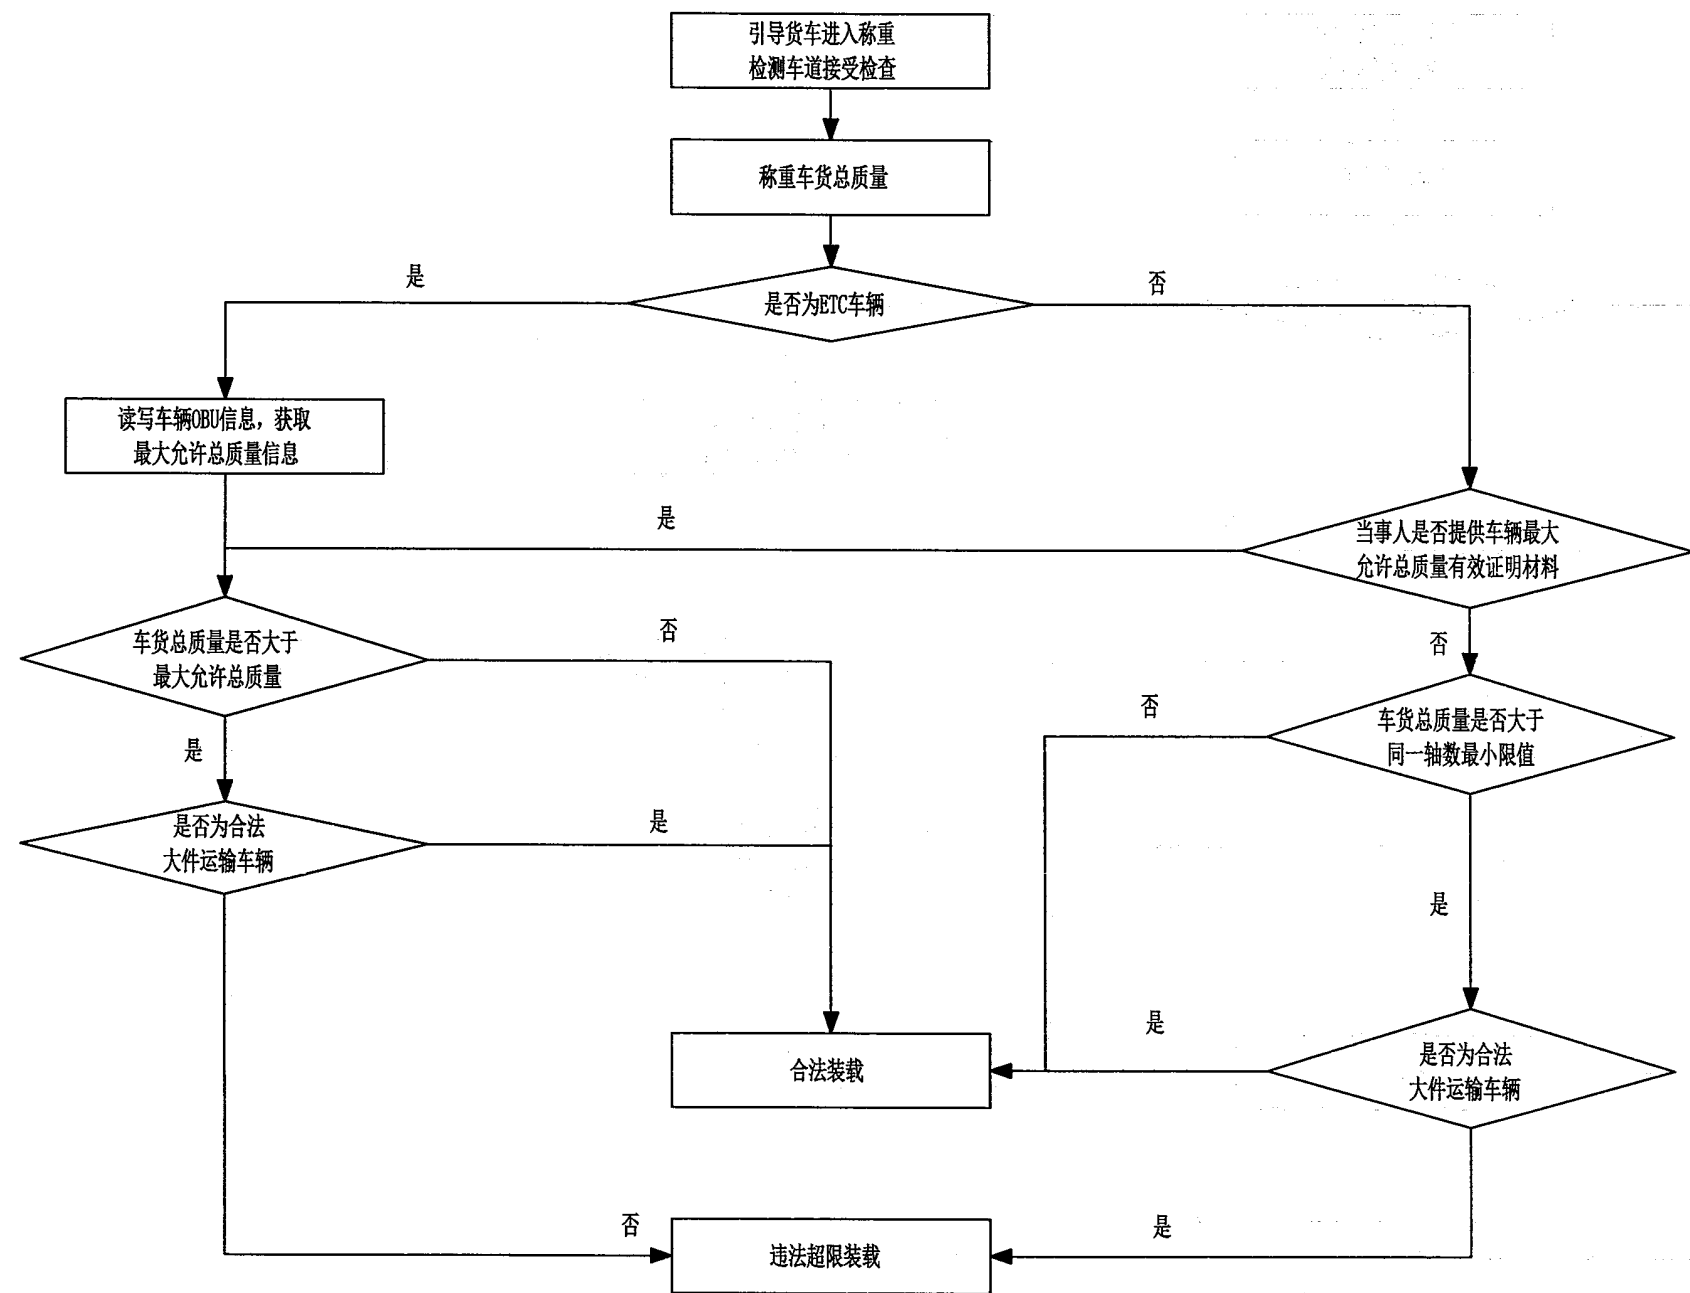 引导货车进入称重
检测车道接受检查
称重车货总质量
是
否
是否为ETC车辆
读写车辆OBU信息，获取
最大允许总质量信息
是
当事人是否提供车辆最大
允许总质量有效证明材料
车货总质量是否大于
最大允许总质量
否
否
是
车货总质量是否大于
同一轴数最小限值
否
是否为合法
大件运输车辆
是
是
合法装载
是
是否为合法
大件运输车辆
否
违法超限装载
是